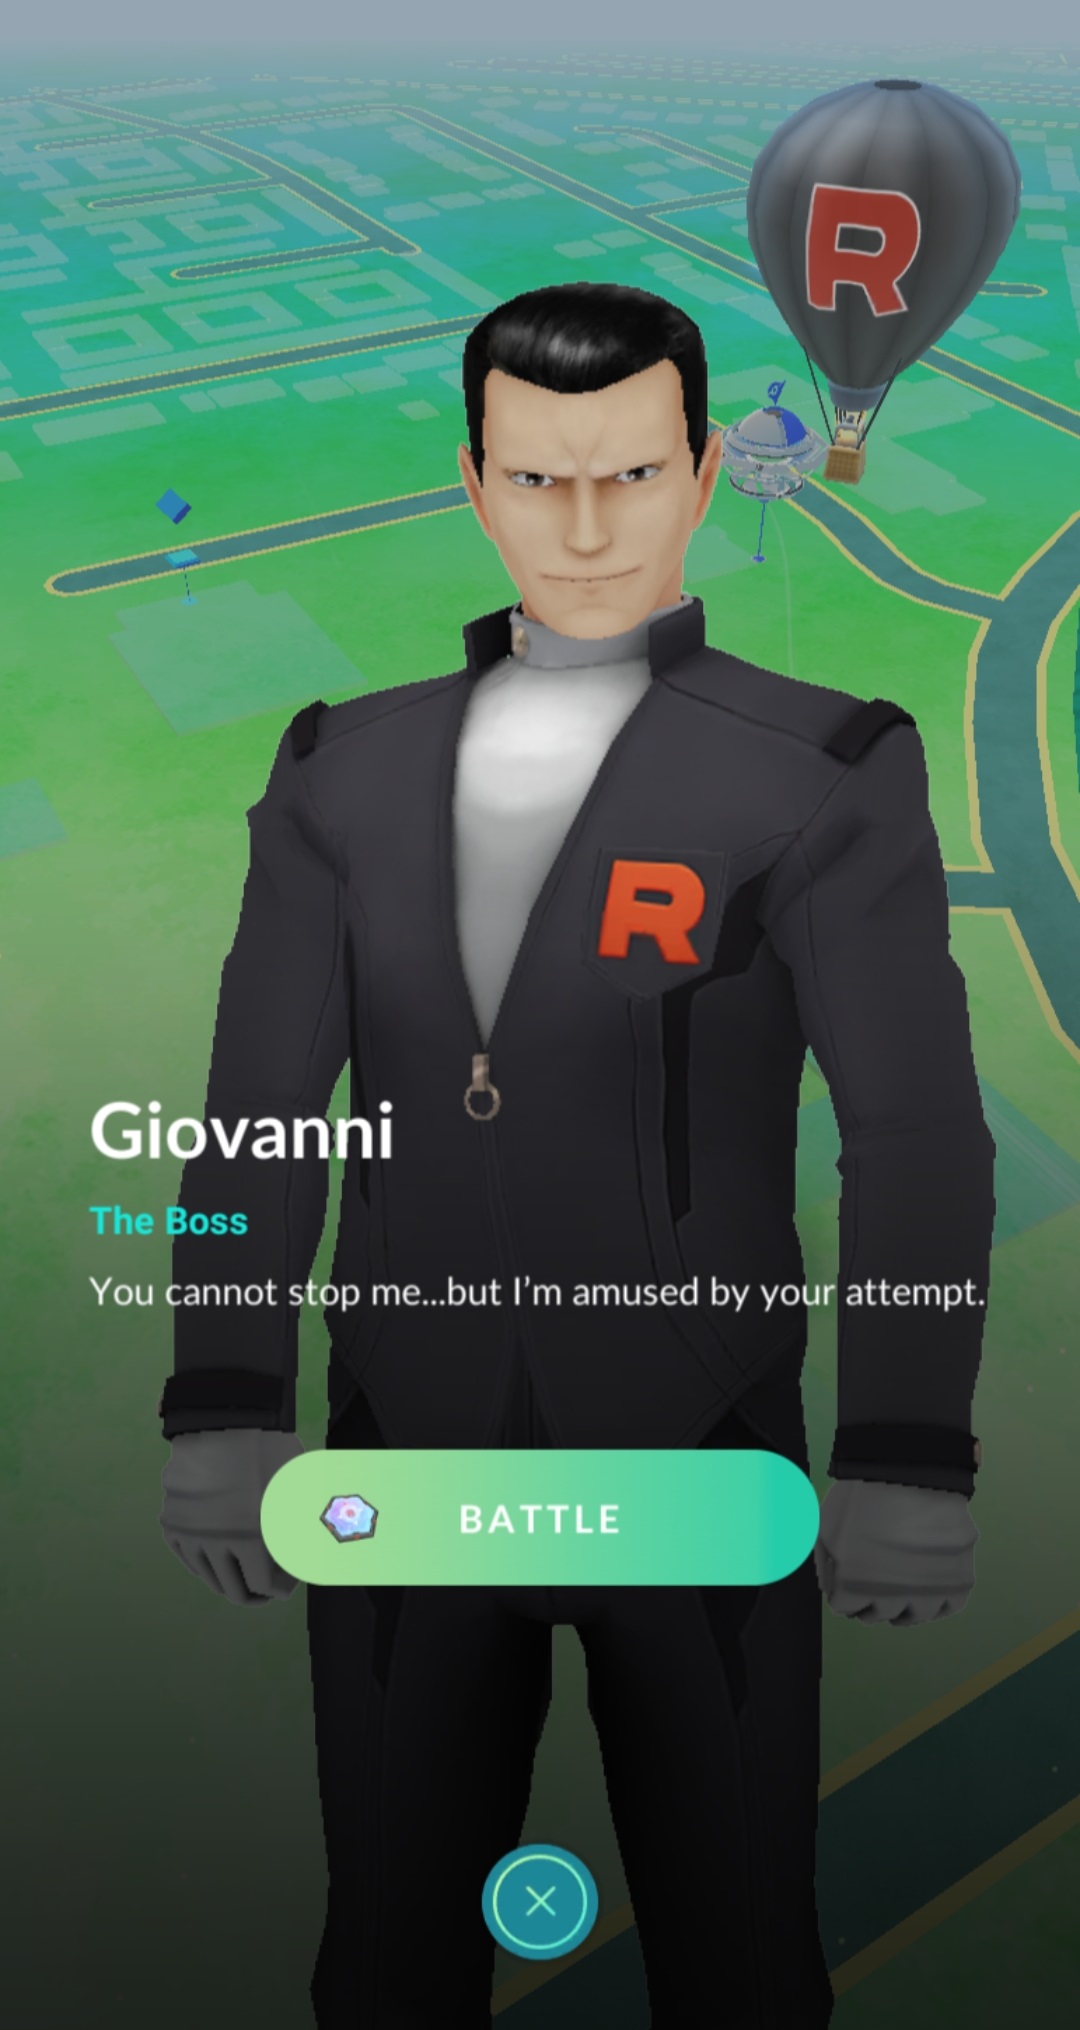 R
R
Giovanni
The Boss
You cannot stop me...but I'm amused by your attempt.
BATTLE